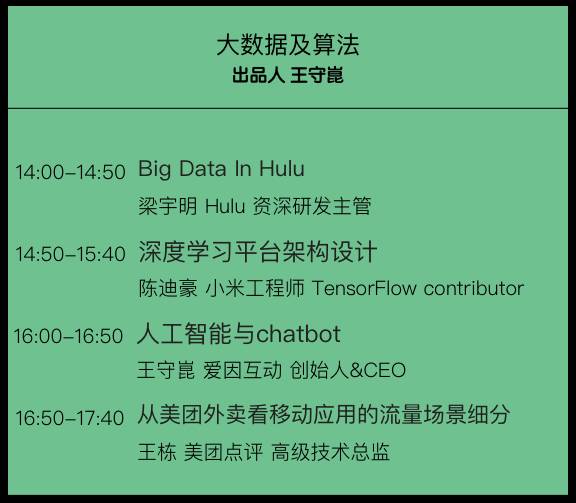 大数据及算法
出品人 王守崑
14:00-14:50 Big Data In Hulu
梁宇明 Hulu 资深研发主管
14:50-15:40 深度学习平台架构设计
陈迪豪 小米工程师 TensorFlow contributor
16:00-16:50 人工智能与chatbot
王守崑 爱因互动 创始人&CEO
16:50-17:40 从美团外卖看移动应用的流量场景细分
王栋 美团点评 高级技术总监